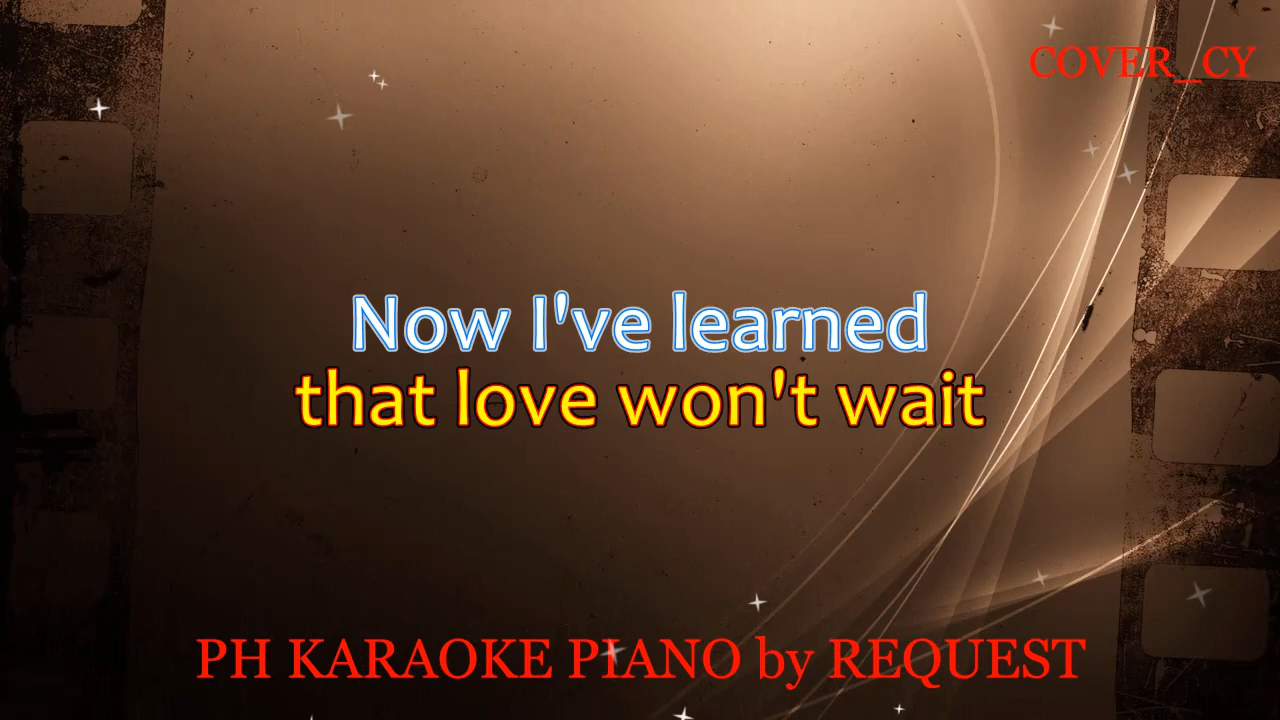 COVER_CY
Now I've learned
that love won't wait
PH KARAOKE PIANO by REQUEST